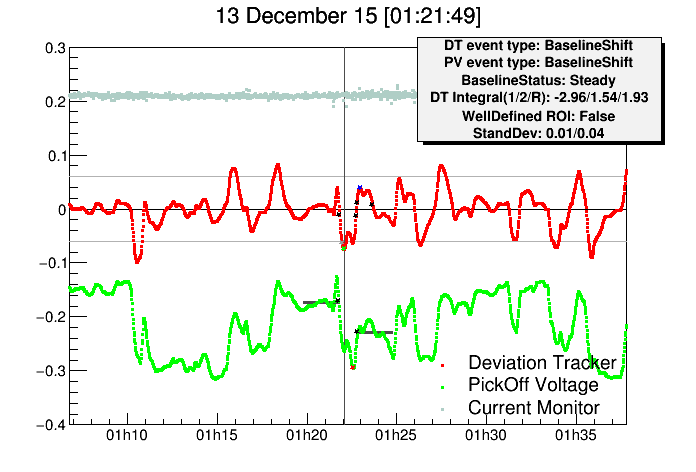 13 December 15 [01:21:49]
DT event type: BaselineShift
PV event type: BaselineShift
BaselineStatus: Steady
DT Integral(1/2/R): -2.96/1.54/1.93
WellDefined ROI: False
StandDev: 0.01/0.04
0.3
0.2
0.1
0
−0.1
−0.2
−0.3
−0.4
Deviation Tracker
PickOff Voltage
Current Monitor
01h10 01h15 01h20 01h25 01h30 01h35